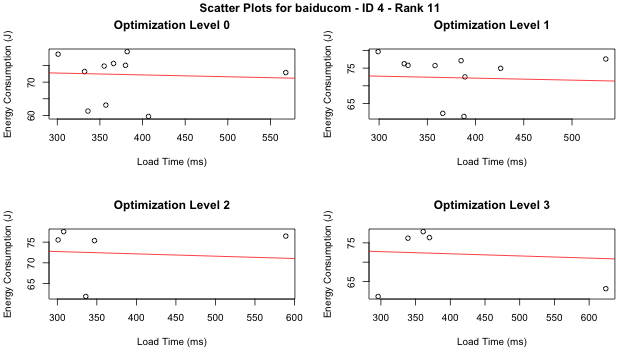 Scatter Plots for baiducom - ID 4 - Rank 11
Optimization Level 0
Energy Consumption (J)
60 70
300 350 400 450 500 550
Load Time (ms)
Optimization Level 1
Energy Consumption (J)
65 75
300 350 400 450 500
Load Time (ms)
Optimization Level 2
Energy Consumption (J)
65 70 75
300 350 400 450 500 550 600
Load Time (ms)
Optimization Level 3
Energy Consumption (J)
65 75
300 350 400 450 500 550 600
Load Time (ms)